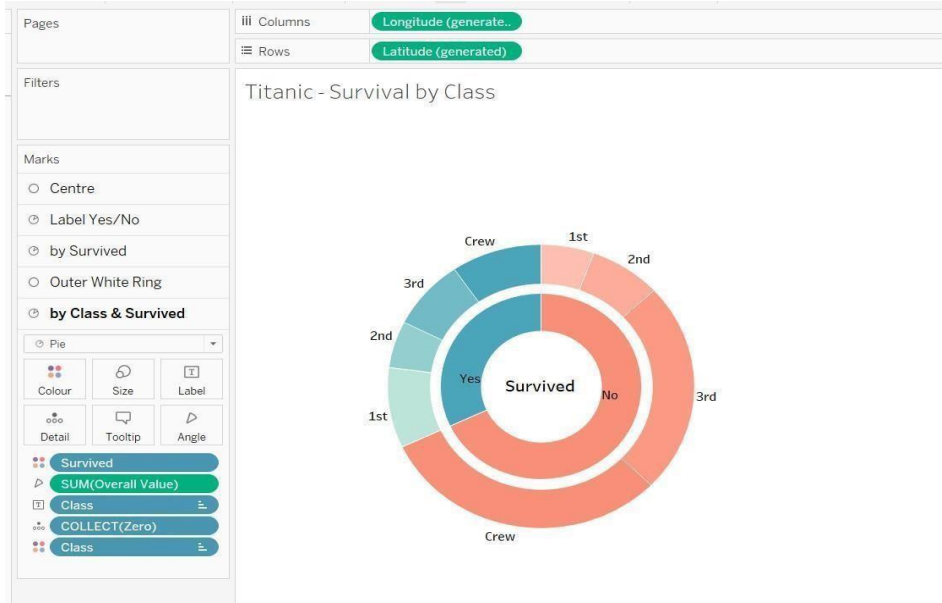 Pages
iii Columns
Longitude (generate..
Rows
Latitude (generated)
Filters
Titanic - Survival by Class
Marks
Centre
Label Yes/No
by Survived
Outer White Ring
by Class & Survived
Pie
Colour
Size
T
Label
Detail
Tooltip
Angle
Survived
SUM(Overall Value)
T
Class
COLLECT(Zero)
Class
Crew
1st
2nd
3rd
2nd
Yes
Survived
No
3rd
1st
Crew